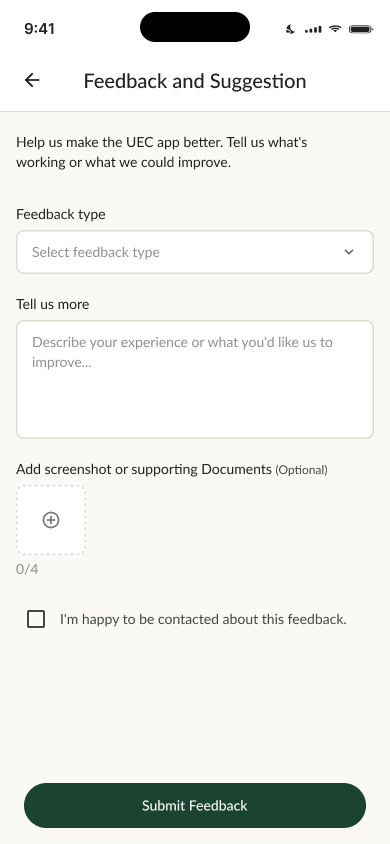 9:41
Feedback and Suggestion
Help us make the UEC app better. Tell us what's
working or what we could improve.
Feedback type
Select feedback type
Tell us more
Describe your experience or what you'd like us to
improve...
Add screenshot or supporting Documents (Optional)
0/4
I'm happy to be contacted about this feedback.
Submit Feedback